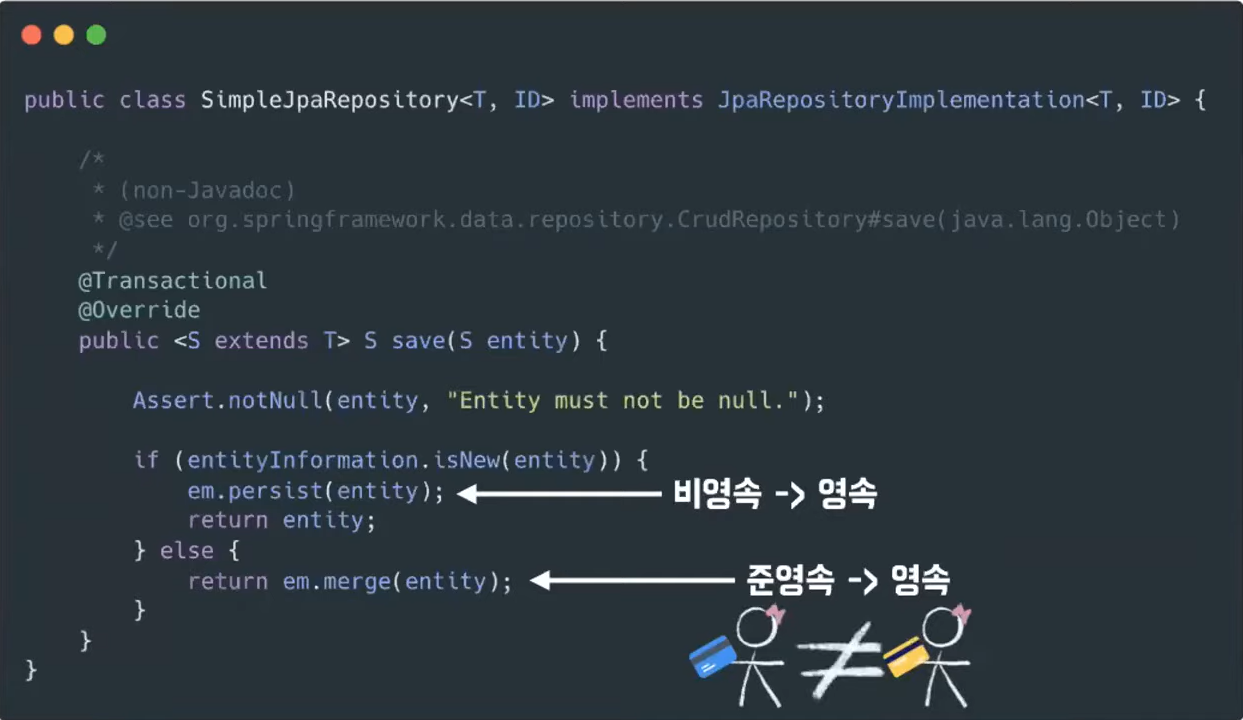 public class SimpleJpaRepository<T, ID> implements JpaRepositoryImplementation<T, ID> {
/*
* (non-Javadoc)
* @see org.springframework.data.repository.CrudRepository#save(java.lang.Object)
*/
@Transactional
@Override
public <S extends T> S save(S entity) {
Assert.notNull(entity, "Entity must not be null.");
if (entityInformation.isNew(entity)) {
em.persist(entity); 비영속 -> 영속
return entity;
} else {
return em.merge(entity); 준영속 -> 영속
}
}
}